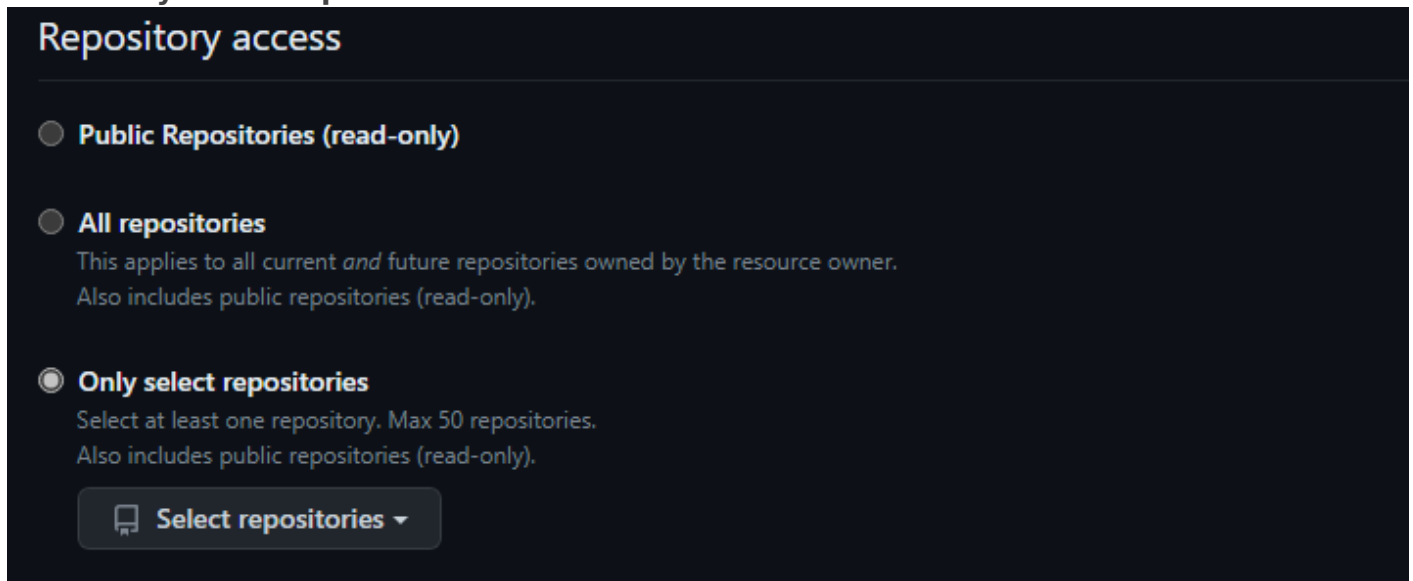 Repository access
Public Repositories (read-only)
All repositories
This applies to all current and future repositories owned by the resource owner.
Also includes public repositories (read-only).
Only select repositories
Select at least one repository. Max 50 repositories.
Also includes public repositories (read-only).
Select repositories